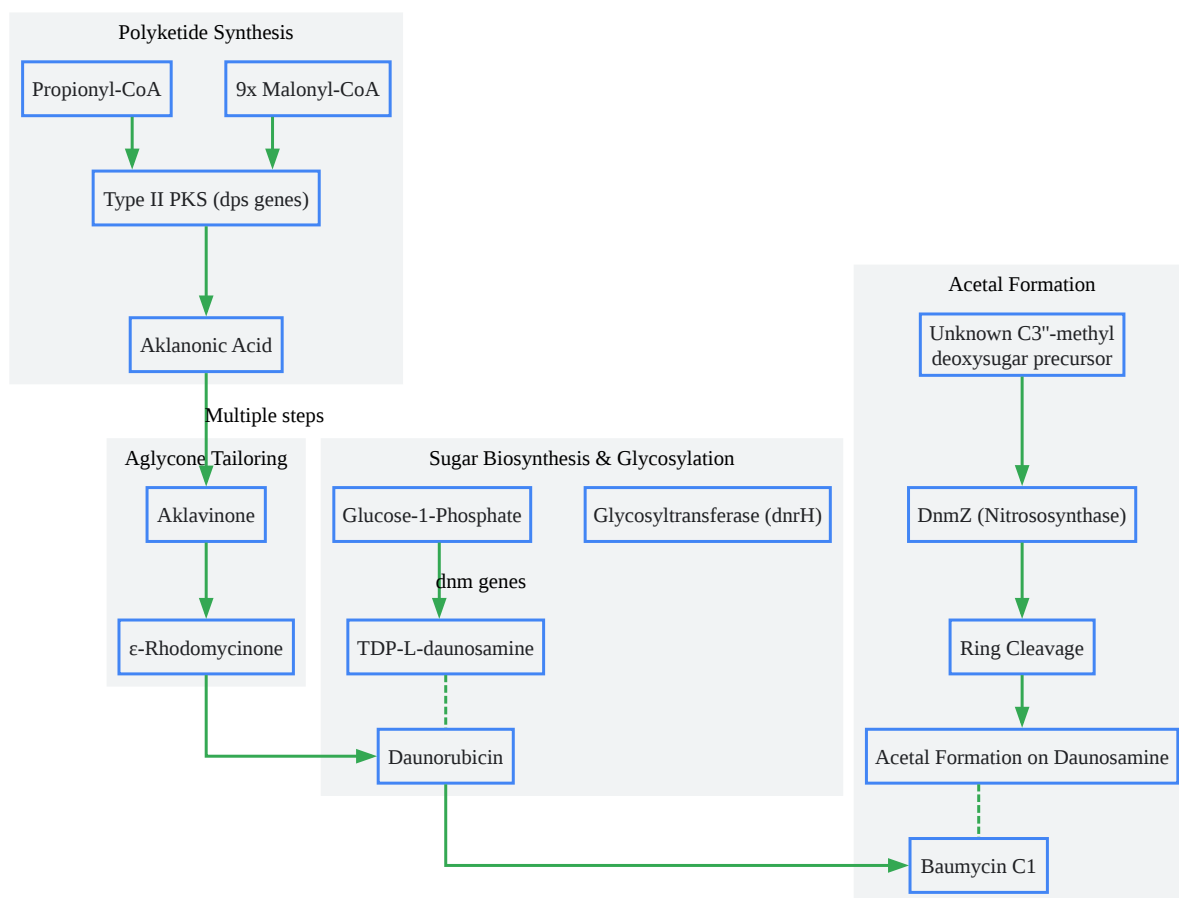 Polyketide Synthesis
Propionyl-CoA
9x Malonyl-CoA
Type II PKS (dps genes)
Aklanonic Acid
Multiple steps
Aglycone Tailoring
Aklavinone
ε-Rhodomycinone
Sugar Biosynthesis & Glycosylation
Glucose-1-Phosphate
Glycosyltransferase (dnrH)
dnm genes
TDP-L-daunosamine
Daunorubicin
Acetal Formation
Unknown C3"-methyl
deoxysugar precursor
DnmZ (Nitrososynthase)
Ring Cleavage
Acetal Formation on Daunosamine
Baumycin C1